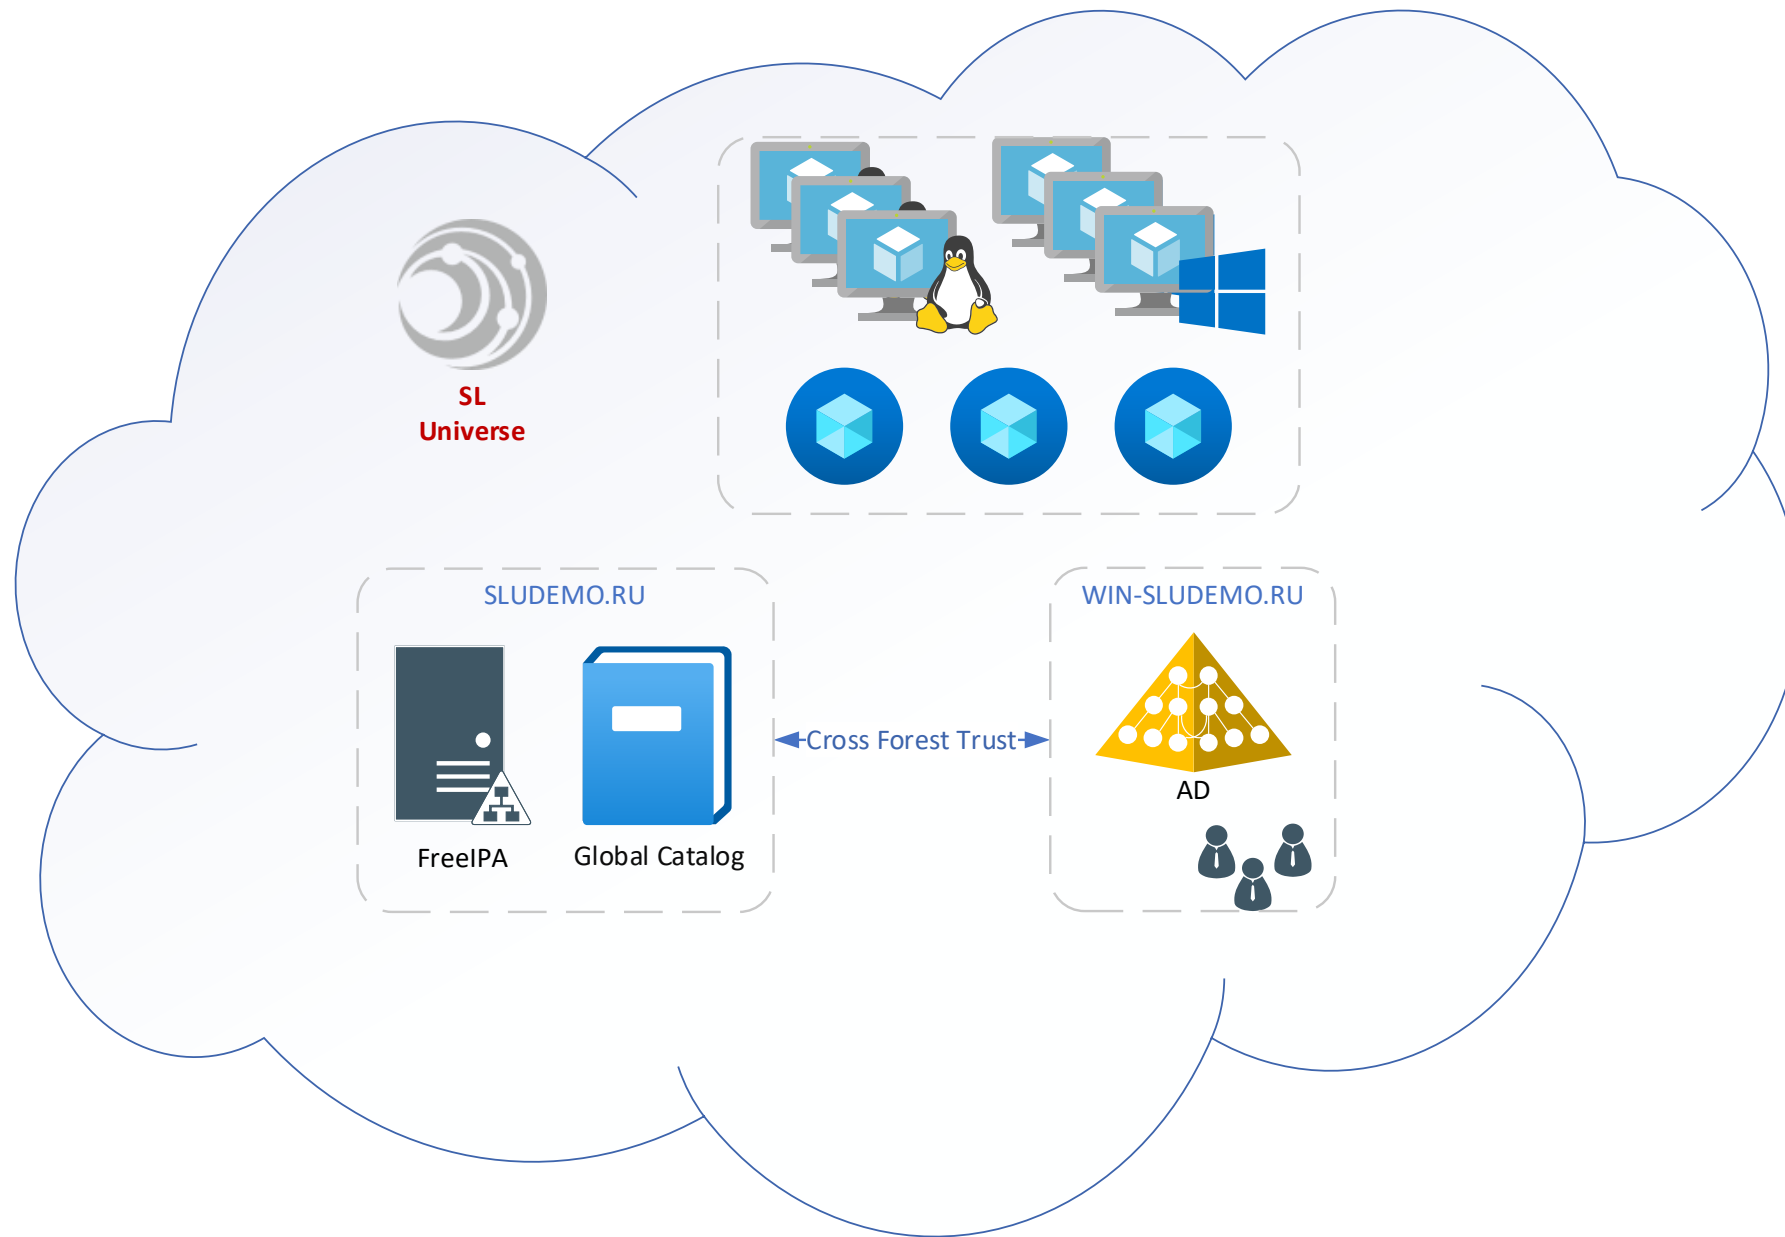 SL
Universe
SLUDEMO.RU
WIN-SLUDEMO.RU
Cross Forest Trust
AD
FreeIPA
Global Catalog